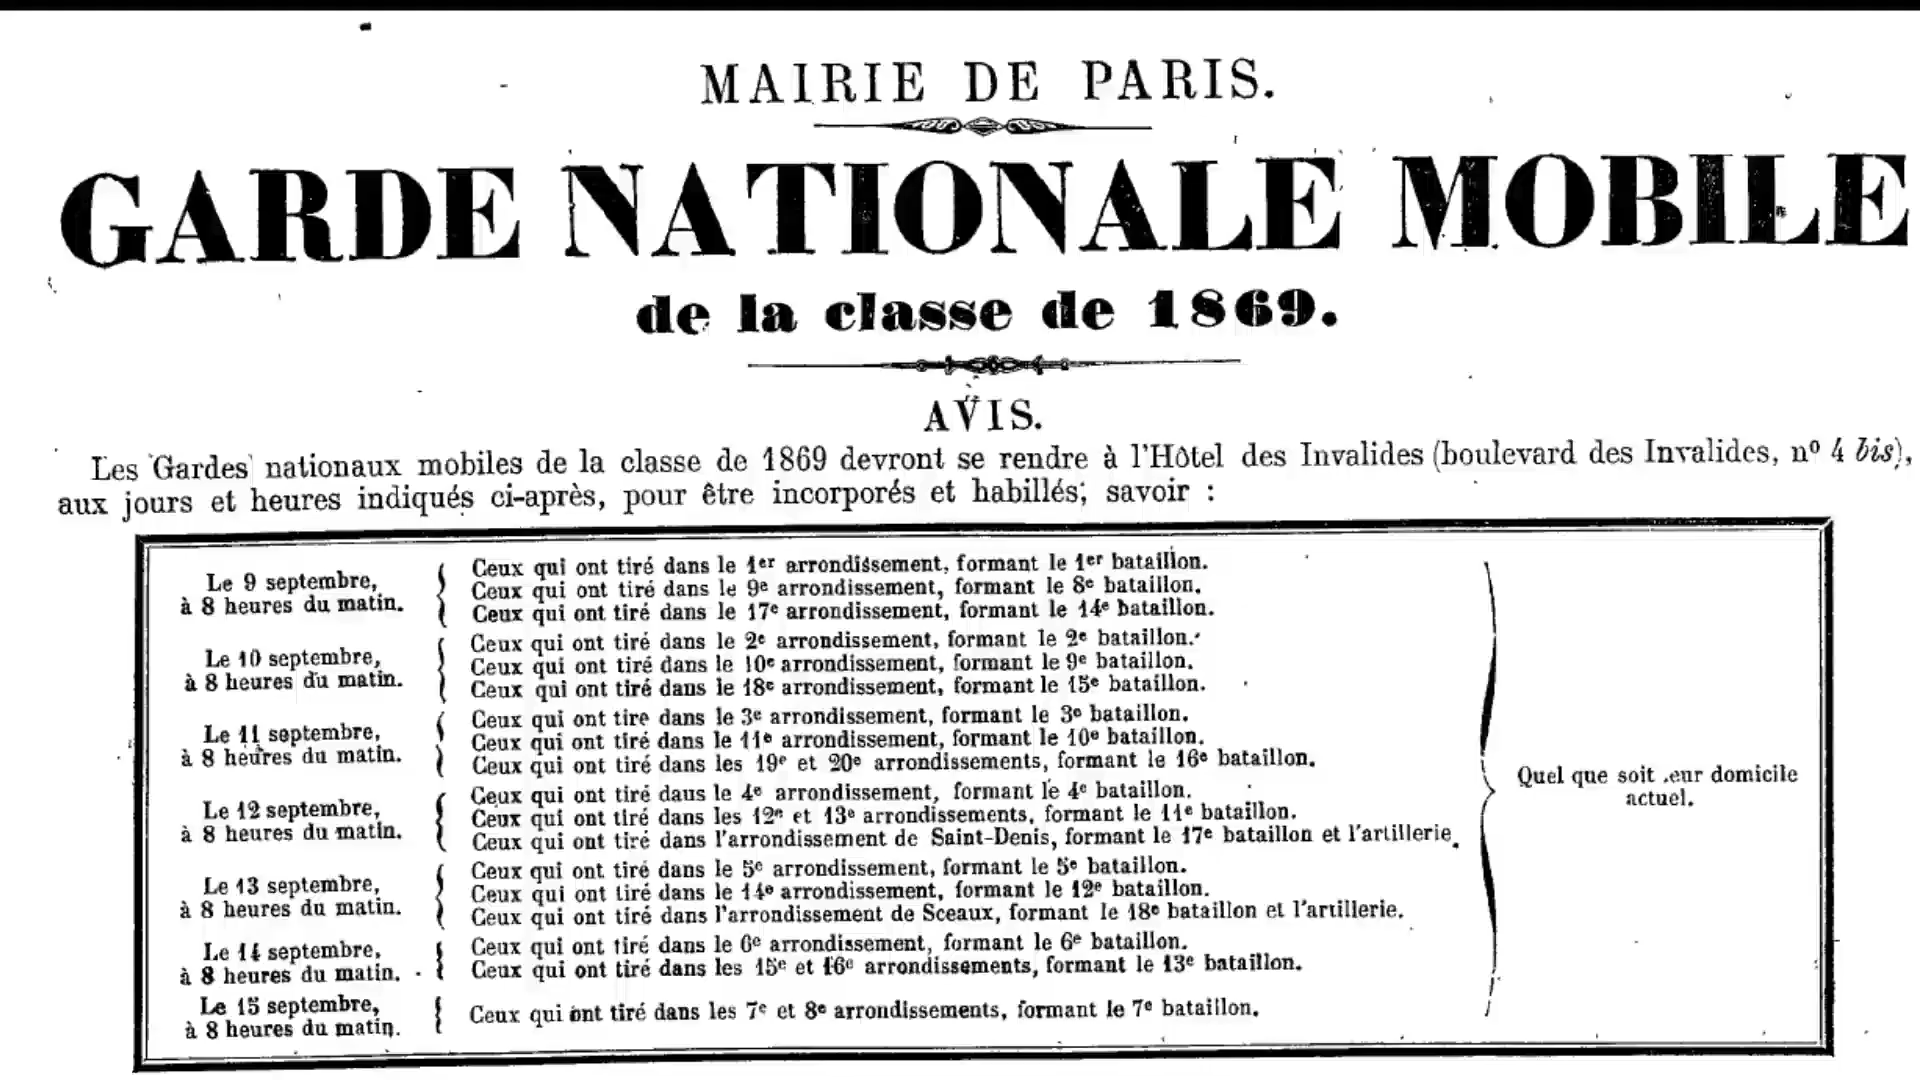 MAIRIE DE PARIS.
GARDE NATIONALE MOBILE
de la classe de 1869.
AVIS.
Les Gardes nationaux mobiles de la classe de 1869 devront se rendre à l'Hôtel des Invalides (boulevard des Invalides, nº 4 bis),
aux jours et heures indiqués ci-après, pour être incorporés et habillés; savoir :
Le 9 septembre,
à 8 heures du matin.
Ceux qui ont tiré dans le 1er arrondissement, formant le 1er bataillon.
Ceux qui ont tiré dans le 9e arrondissement, formant le 8e bataillon.
Ceux qui ont tiré dans le 17e arrondissement, formant le 14e bataillon.
Le 10 septembre,
à 8 heures du matin.
Ceux qui ont tiré dans le 2e arrondissement, formant le 2e bataillon.
Ceux qui ont tiré dans le 10e arrondissement, formant le 9e bataillon.
Ceux qui ont tiré dans le 18e arrondissement, formant le 15e bataillon.
Le 11 septembre,
à 8 heures du matin.
Ceux qui ont tire dans le 3e arrondissement, formant le 3e bataillon.
Ceux qui ont tiré dans le 11e arrondissement, formant le 10e bataillon.
Ceux qui ont tiré dans les 19e et 20e arrondissements, formant le 16e bataillon.
Le 12 septembre,
à 8 heures du matin.
Ceux qui ont tiré dans le 4e arrondissement, formant le 4e bataillon.
Ceux qui ont tiré dans les 12e et 13e arrondissements, formant le 11e bataillon.
Ceux qui ont tiré dans l'arrondissement de Saint-Denis, formant le 17e bataillon et l'artillerie.
Le 13 septembre,
à 8 heures du matin.
Ceux qui ont tiré dans le 5e arrondissement, formant le 5e bataillon.
Ceux qui ont tiré dans le 14e arrondissement, formant le 12e bataillon.
Ceux qui ont tiré dans l'arrondissement de Sceaux, formant le 18e bataillon et l'artillerie.
Le 14 septembre,
à 8 heures du matin.
Ceux qui ont tiré dans le 6e arrondissement, formant le 6e bataillon.
Ceux qui ont tiré dans les 15e et 16e arrondissements, formant le 13e bataillon.
Le 15 septembre,
à 8 heures du matin.
Ceux qui ont tiré dans les 7e et 8e arrondissements, formant le 7e bataillon.
Quel que soit leur domicile
actuel.